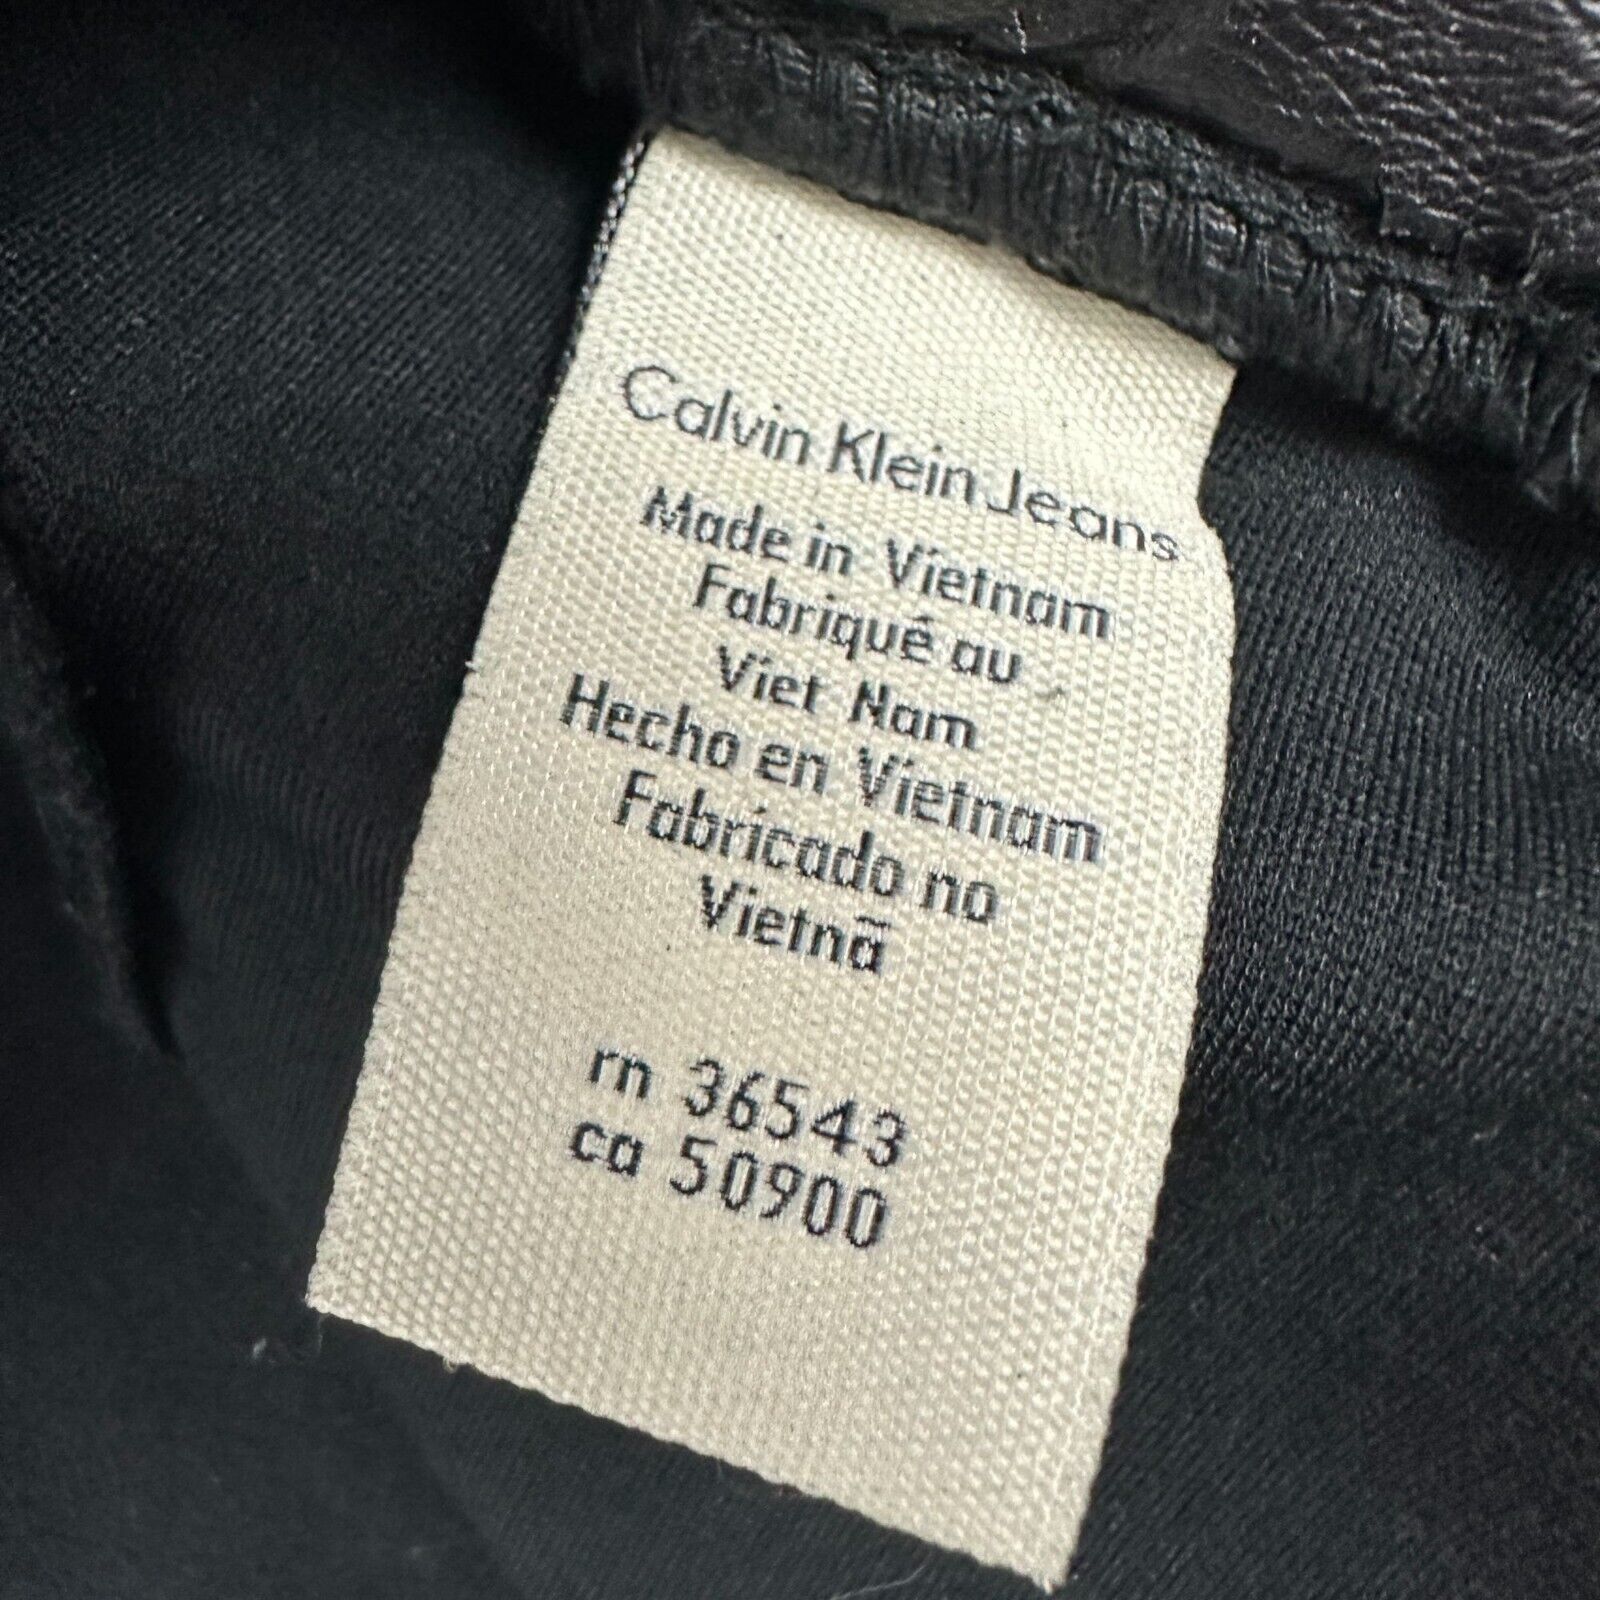 Calvin Klein Jeans
Made in Vietnam
Fabriqué au
Viet Nam
Hecho en Vietnam
Fabricado no
Vietnã
rn 36543
ca 50900